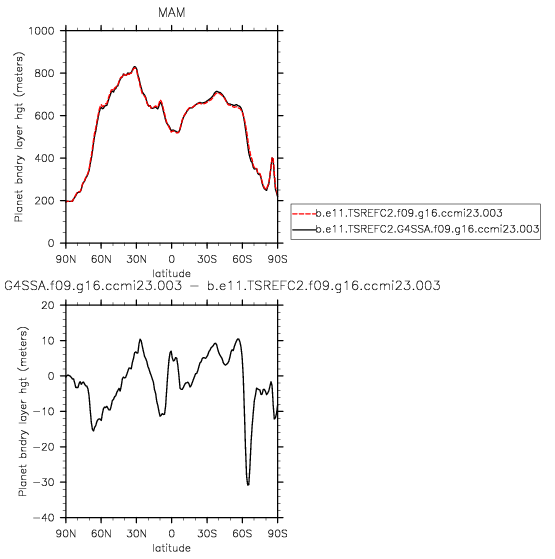 MAM
1000
800
600
400
200
0
Planet bndry layer hgt (meters)
90N 60N 30N 0 30S 60S 90S
latitude
b.e11.TSREFC2.f09.g16.ccmi23.003
b.e11.TSREFC2.G4SSA.f09.g16.ccmi23.003
G4SSA.f09.g16.ccmi23.003 − b.e11.TSREFC2.f09.g16.ccmi23.003
20
10
0
−10
−20
−30
−40
Planet bndry layer hgt (meters)
90N 60N 30N 0 30S 60S 90S
latitude